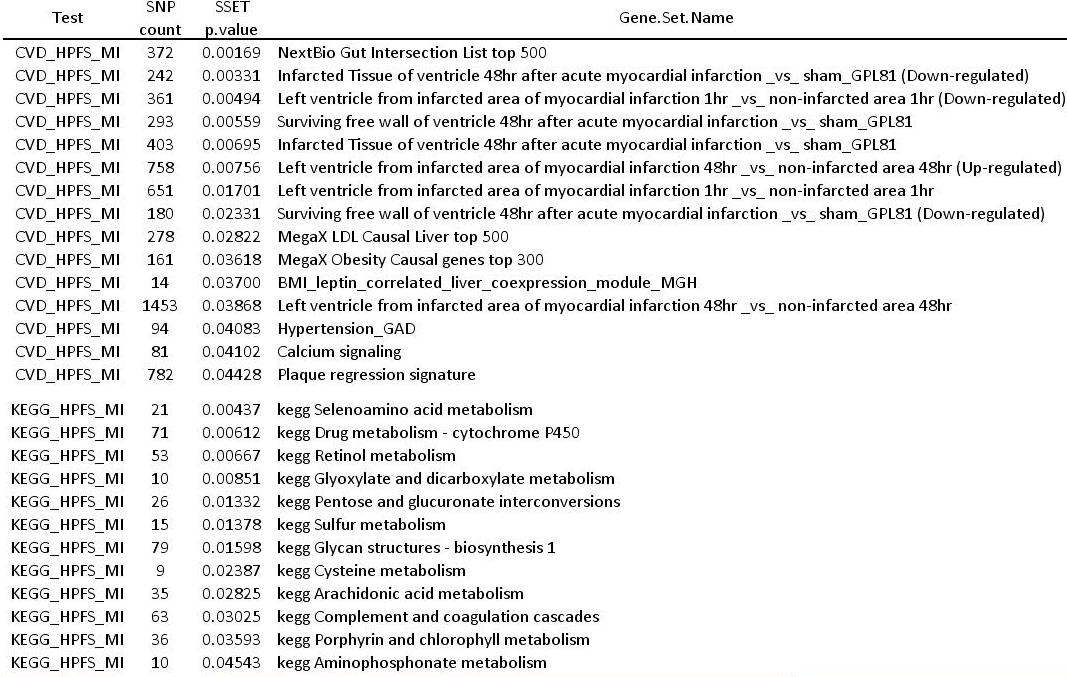 Test SNP count SSET p.value Gene.Set.Name
CVD_HPFS_MI 372 0.00169 NextBio Gut Intersection List top 500
CVD_HPFS_MI 242 0.00331 Infarcted Tissue of ventricle 48hr after acute myocardial infarction _vs_ sham_GPL81 (Down-regulated)
CVD_HPFS_MI 361 0.00494 Left ventricle from infarcted area of myocardial infarction 1hr _vs_ non-infarcted area 1hr (Down-regulated)
CVD_HPFS_MI 293 0.00559 Surviving free wall of ventricle 48hr after acute myocardial infarction _vs_ sham_GPL81
CVD_HPFS_MI 403 0.00695 Infarcted Tissue of ventricle 48hr after acute myocardial infarction _vs_ sham_GPL81
CVD_HPFS_MI 758 0.00756 Left ventricle from infarcted area of myocardial infarction 48hr _vs_ non-infarcted area 48hr (Up-regulated)
CVD_HPFS_MI 651 0.01701 Left ventricle from infarcted area of myocardial infarction 1hr _vs_ non-infarcted area 1hr
CVD_HPFS_MI 180 0.02331 Surviving free wall of ventricle 48hr after acute myocardial infarction _vs_ sham_GPL81 (Down-regulated)
CVD_HPFS_MI 278 0.02822 MegaX LDL Causal Liver top 500
CVD_HPFS_MI 161 0.03618 MegaX Obesity Causal genes top 300
CVD_HPFS_MI 14 0.03700 BMI_leptin_correlated_liver_coexpression_module_MGH
CVD_HPFS_MI 1453 0.03868 Left ventricle from infarcted area of myocardial infarction 48hr _vs_ non-infarcted area 48hr
CVD_HPFS_MI 94 0.04083 Hypertension_GAD
CVD_HPFS_MI 81 0.04102 Calcium signaling
CVD_HPFS_MI 782 0.04428 Plaque regression signature
KEGG_HPFS_MI 21 0.00437 kegg Selenoamino acid metabolism
KEGG_HPFS_MI 71 0.00612 kegg Drug metabolism - cytochrome P450
KEGG_HPFS_MI 53 0.00667 kegg Retinol metabolism
KEGG_HPFS_MI 10 0.00851 kegg Glyoxylate and dicarboxylate metabolism
KEGG_HPFS_MI 26 0.01332 kegg Pentose and glucuronate interconversions
KEGG_HPFS_MI 15 0.01378 kegg Sulfur metabolism
KEGG_HPFS_MI 79 0.01598 kegg Glycan structures - biosynthesis 1
KEGG_HPFS_MI 9 0.02387 kegg Cysteine metabolism
KEGG_HPFS_MI 35 0.02825 kegg Arachidonic acid metabolism
KEGG_HPFS_MI 63 0.03025 kegg Complement and coagulation cascades
KEGG_HPFS_MI 36 0.03593 kegg Porphyrin and chlorophyll metabolism
KEGG_HPFS_MI 10 0.04543 kegg Aminophosphonate metabolism